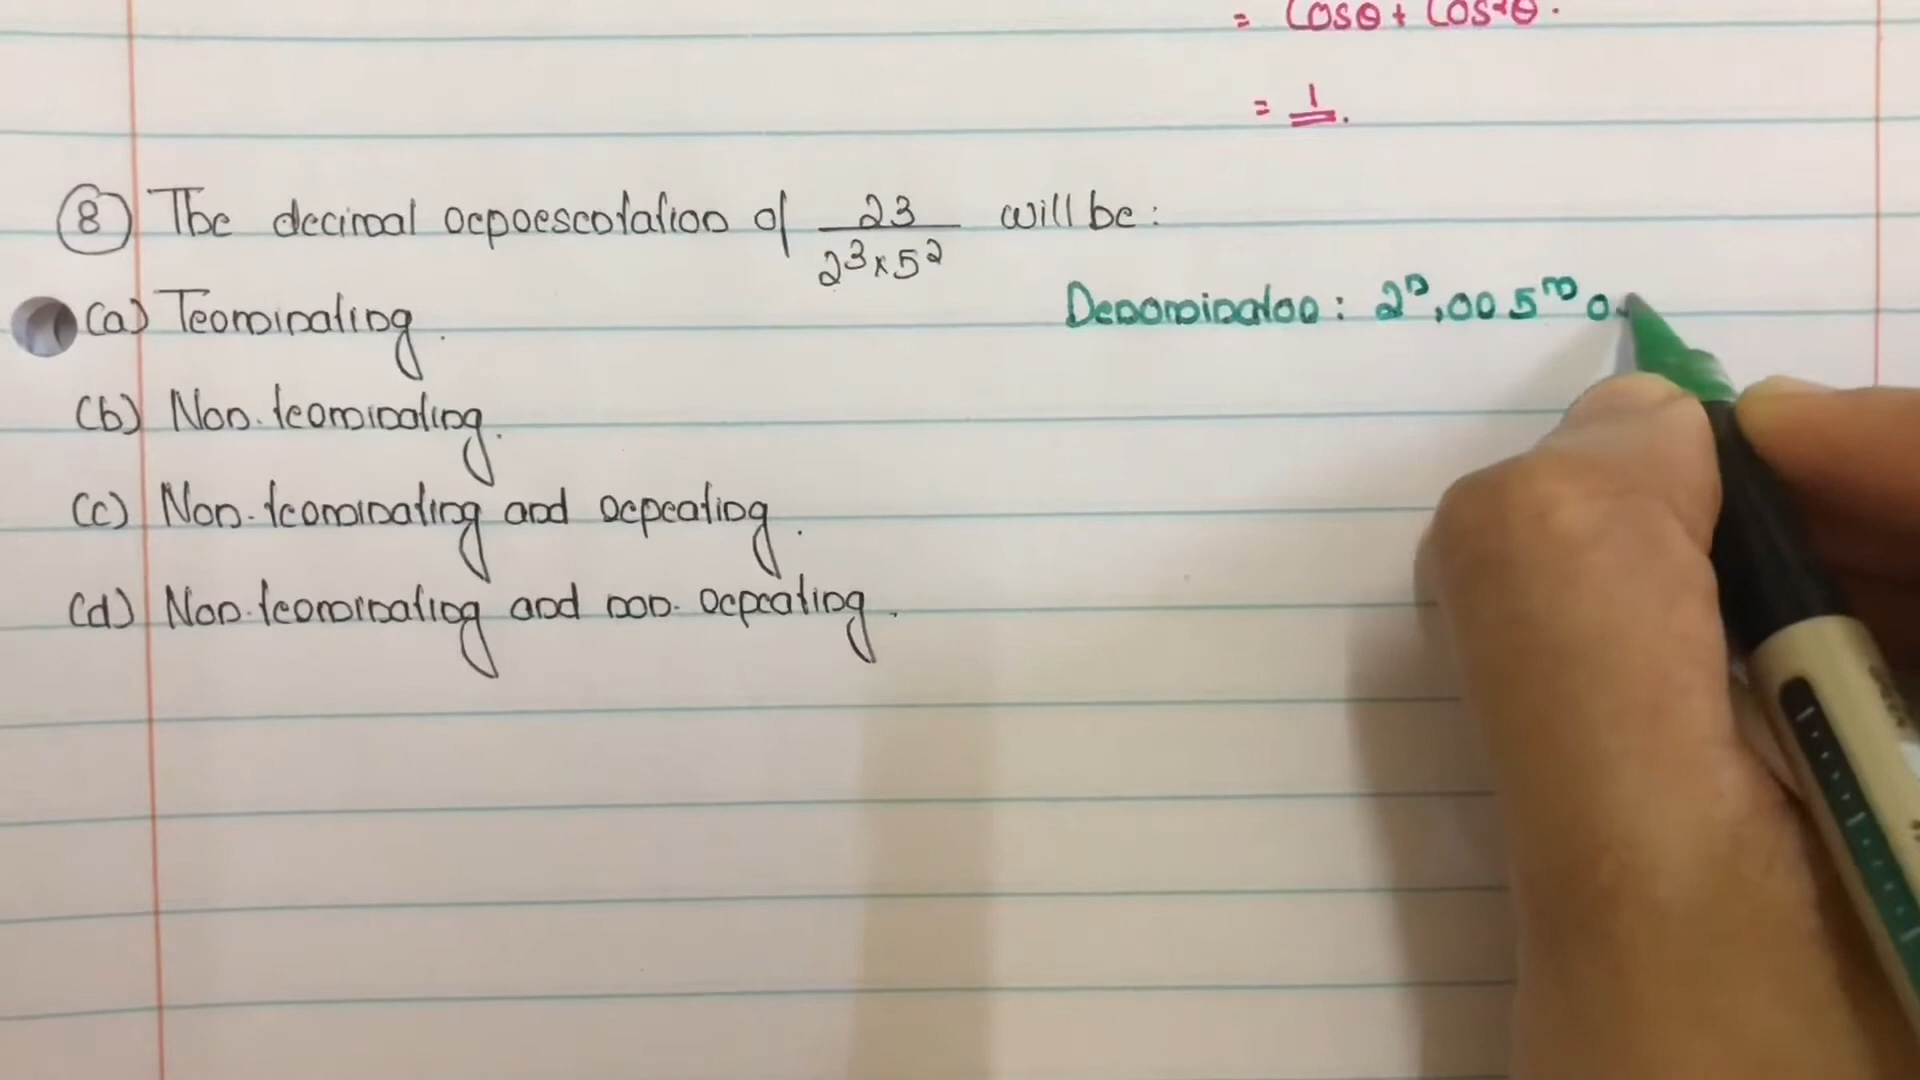 = Cosθ + Cos²θ.
= 1.
⑧ The decimal representation of 23/(2³ × 5²) will be:
(a) Terminating.
Denominator: 2ⁿ, or 5ᵐ o
(b) Non-terminating.
(c) Non-terminating and repeating.
(d) Non-terminating and non-repeating.